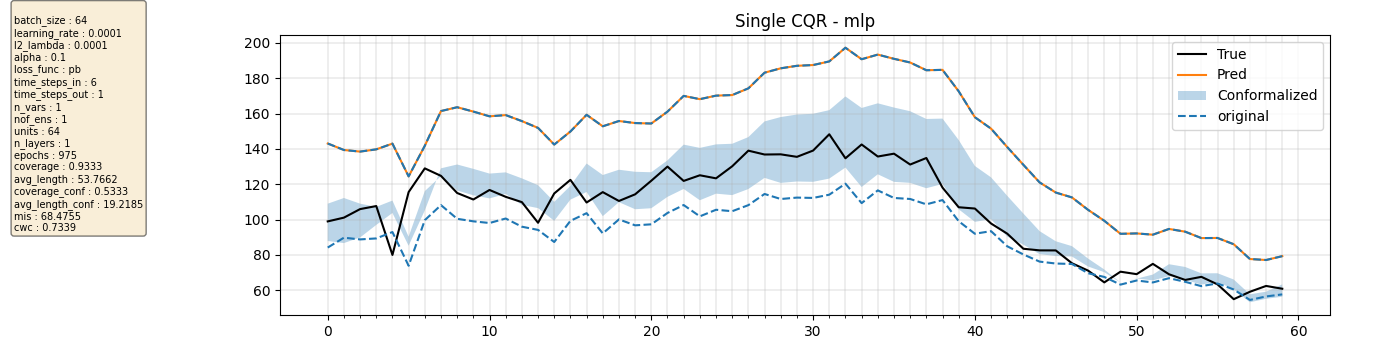 batch_size : 64
learning_rate : 0.0001
l2_lambda : 0.0001
alpha : 0.1
loss_func : pb
time_steps_in : 6
time_steps_out : 1
n_vars : 1
nof_ens : 1
units : 64
n_layers : 1
epochs : 975
coverage : 0.9333
avg_length : 53.7662
coverage_conf : 0.5333
avg_length_conf : 19.2185
mis : 68.4755
cwc : 0.7339
Single CQR - mlp
200
180
160
140
120
100
80
60
0
10
20
30
40
50
60
True
Pred
Conformalized
original